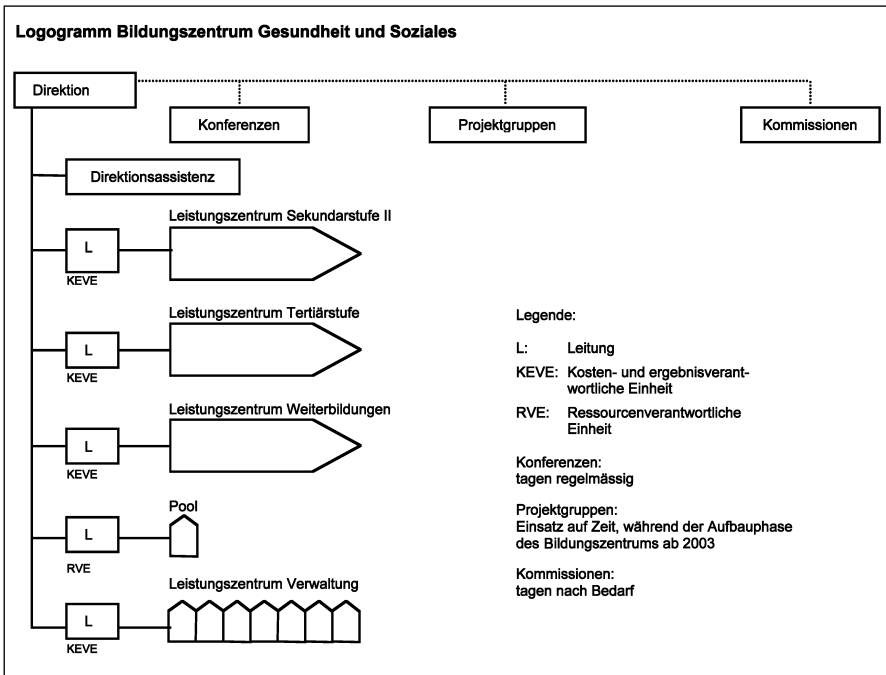 Logogramm Bildungszentrum Gesundheit und Soziales
Direktion
Konferenzen
Projektgruppen
Kommissionen
Direktionsassistenz
Leistungszentrum Sekundarstufe II
L
KEVE
Leistungszentrum Tertiärstufe
L
KEVE
Leistungszentrum Weiterbildungen
L
KEVE
Pool
L
RVE
Leistungszentrum Verwaltung
L
KEVE
Legende:
L: Leitung
KEVE: Kosten- und ergebnisverant-
wortliche Einheit
RVE: Ressourcenverantwortliche
Einheit
Konferenzen:
tagen regelmässig
Projektgruppen:
Einsatz auf Zeit, während der Aufbauphase
des Bildungszentrums ab 2003
Kommissionen:
tagen nach Bedarf